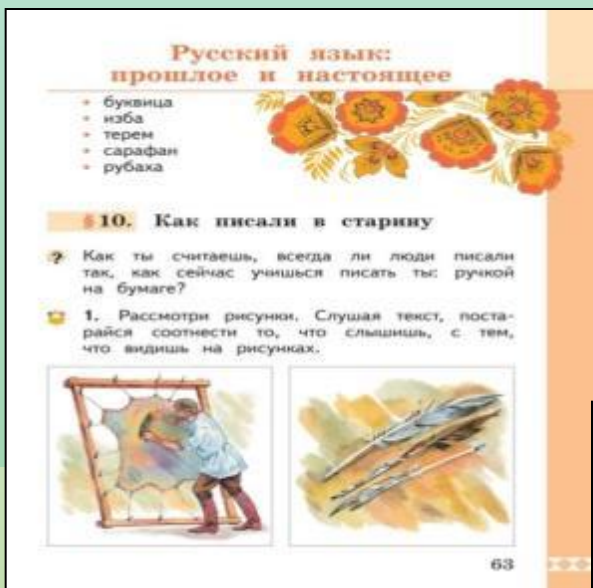 Русский язык:
прошлое и настоящее
• буквица
• изба
• терем
• сарафан
• рубаха
§ 10. Как писали в старину
? Как ты считаешь, всегда ли люди писали
так, как сейчас учишься писать ты: ручкой
на бумаге?
1. Рассмотри рисунки. Слушая текст, поста-
райся соотнести то, что слышишь, с тем,
что видишь на рисунках.
63